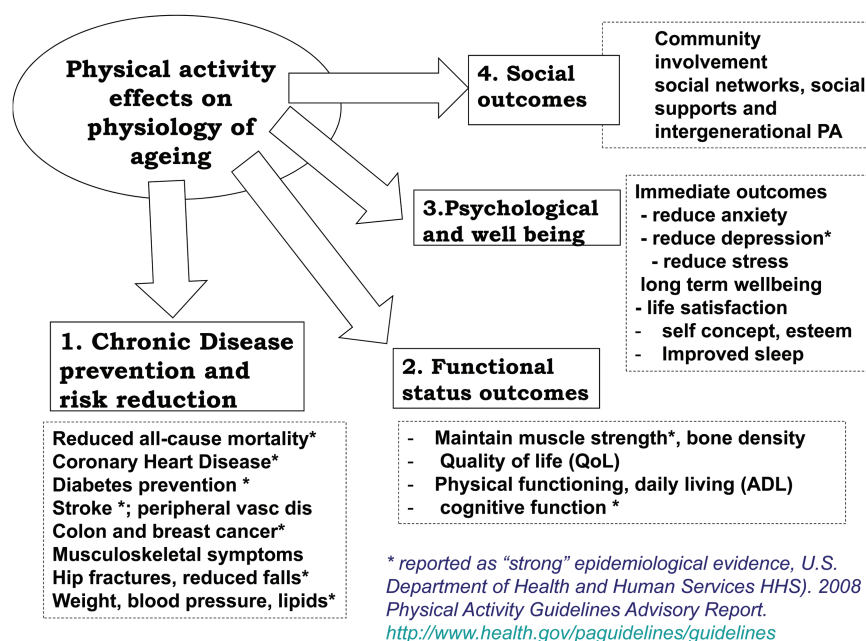 Physical activity
effects on
physiology of
ageing
4. Social
outcomes
Community
involvement
social networks, social
supports and
intergenerational PA
3.Psychological
and well being
Immediate outcomes
- reduce anxiety
- reduce depression*
- reduce stress
long term wellbeing
- life satisfaction
- self concept, esteem
- Improved sleep
1. Chronic Disease
prevention and
risk reduction
Reduced all-cause mortality*
Coronary Heart Disease*
Diabetes prevention *
Stroke *; peripheral vasc dis
Colon and breast cancer*
Musculoskeletal symptoms
Hip fractures, reduced falls*
Weight, blood pressure, lipids*
2. Functional
status outcomes
- Maintain muscle strength*, bone density
- Quality of life (QoL)
- Physical functioning, daily living (ADL)
- cognitive function *
* reported as “strong” epidemiological evidence, U.S.
Department of Health and Human Services HHS). 2008
Physical Activity Guidelines Advisory Report.
http://www.health.gov/paguidelines/guidelines